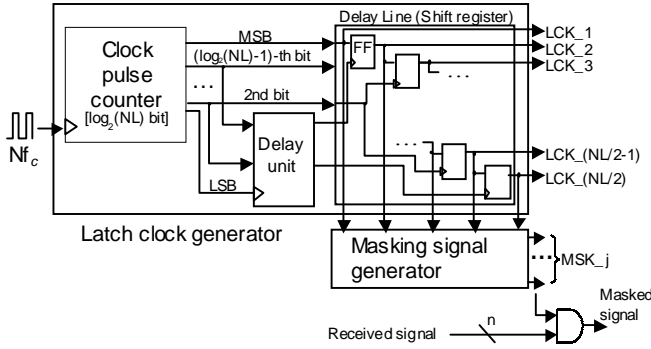 Delay Line (Shift register)
LCK_1
MSB
FF
LCK_2
Clock
pulse
counter
[log2(NL) bit]
(log2(NL)-1)-th bit
LCK_3
...
...
2nd bit
Nfc
Delay
unit
...
LCK_(NL/2-1)
LSB
LCK_(NL/2)
Latch clock generator
Masking signal
generator
...
MSK_j
Masked
signal
n
Received signal